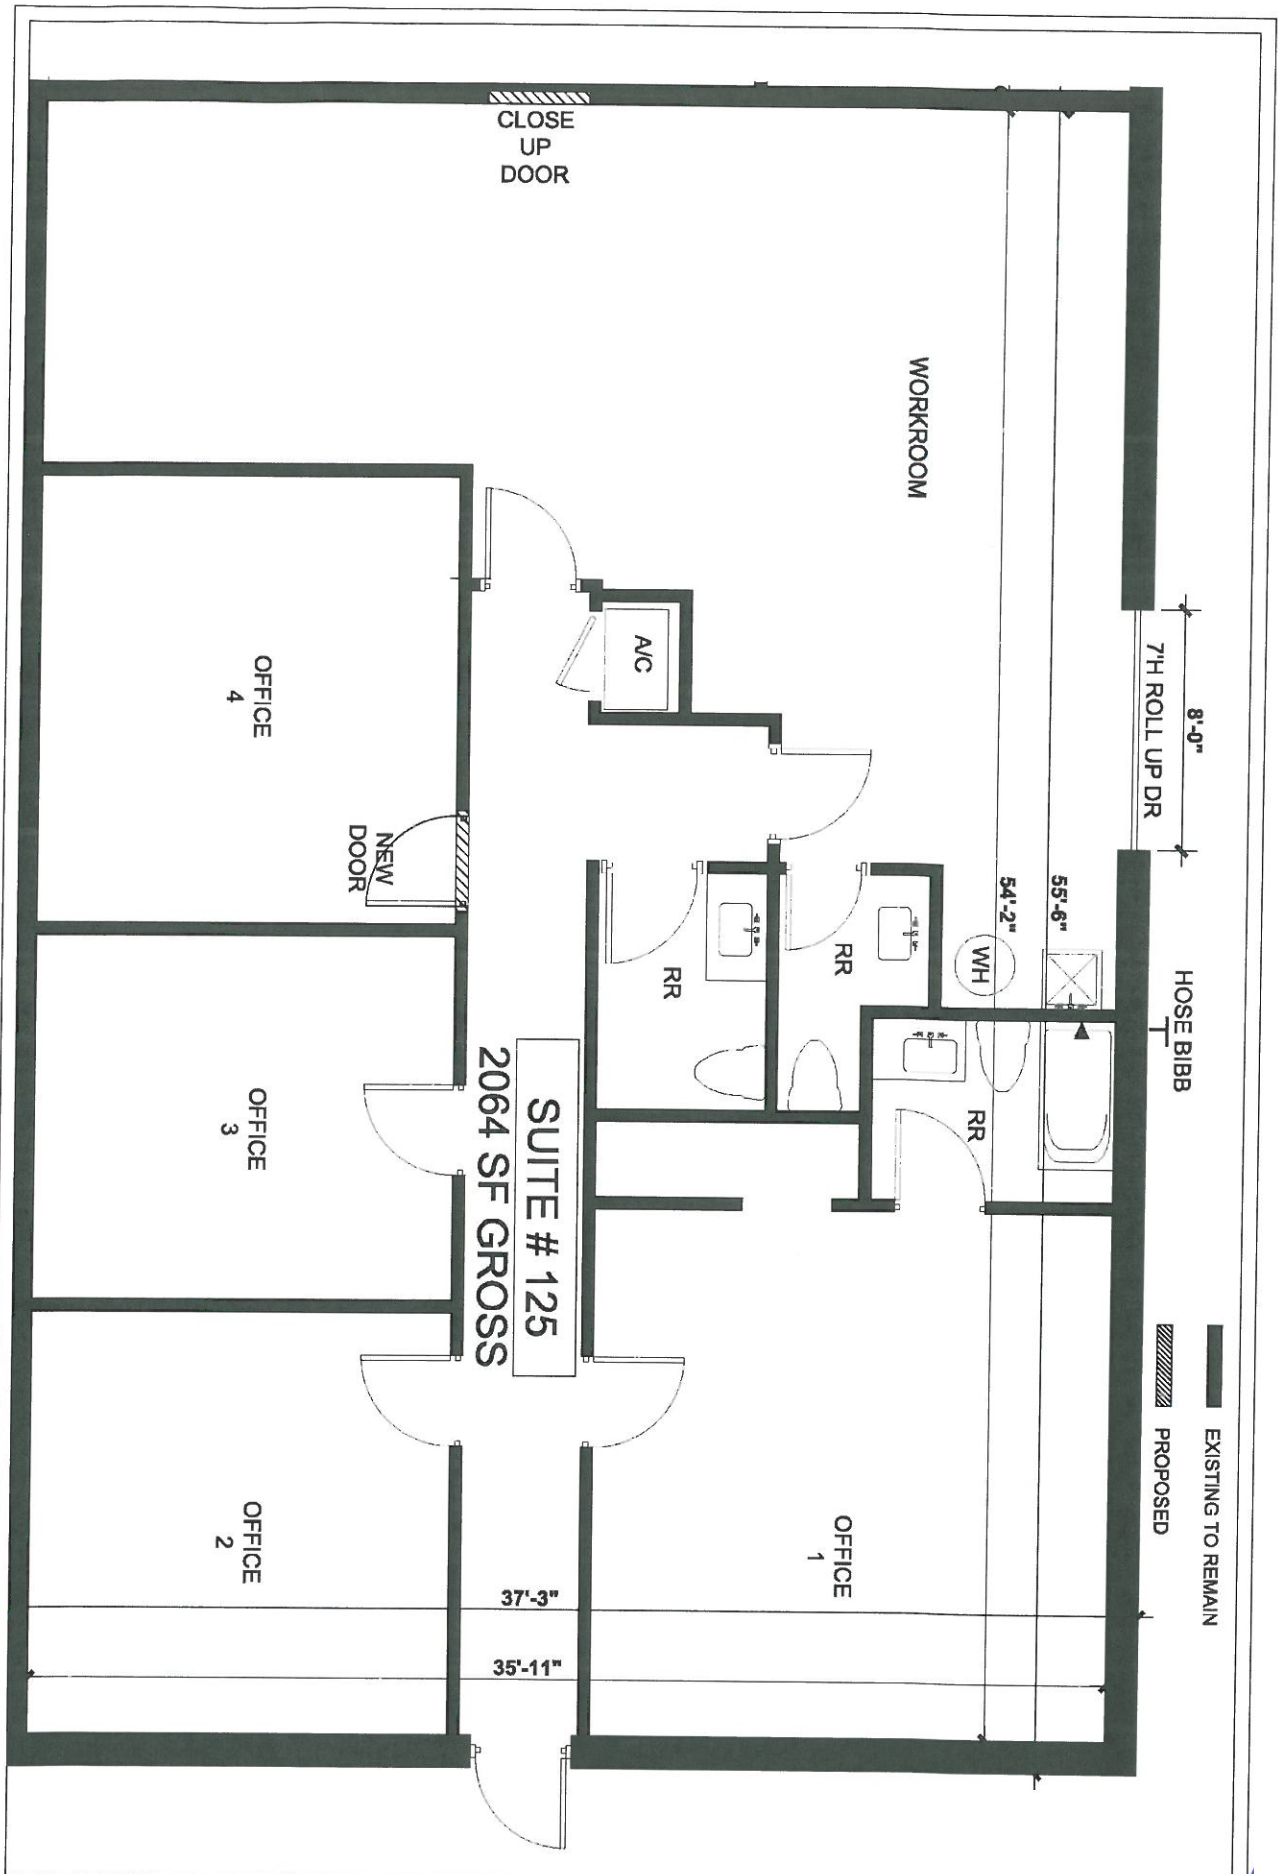 EXISTING TO REMAIN
PROPOSED
8'-0"
7'H ROLL UP DR
HOSE BIBB
55'-6"
54'-2"
WORKROOM
WH
RR
RR
RR
A/C
CLOSE
UP
DOOR
NEW
DOOR
SUITE # 125
2064 SF GROSS
OFFICE
1
OFFICE
2
OFFICE
3
OFFICE
4
37'-3"
35'-11"